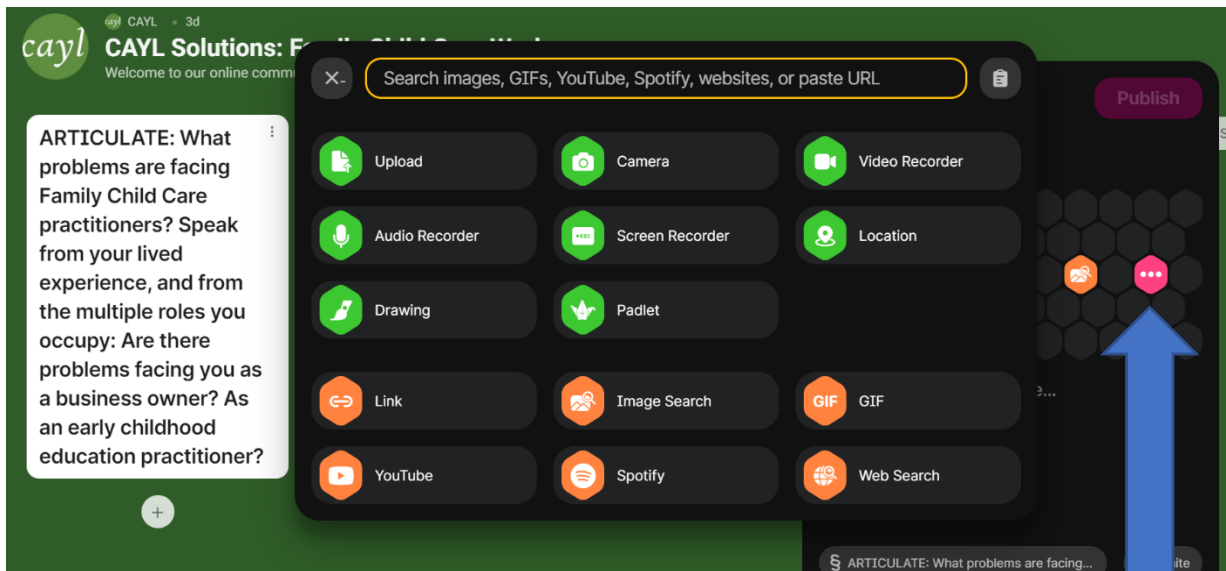 cayl
cayl CAYL • 3d
CAYL Solutions: F
Welcome to our online commu
Search images, GIFs, YouTube, Spotify, websites, or paste URL
Publish
ARTICULATE: What
problems are facing
Family Child Care
practitioners? Speak
from your lived
experience, and from
the multiple roles you
occupy: Are there
problems facing you as
a business owner? As
an early childhood
education practitioner?
Upload
Camera
Video Recorder
Audio Recorder
REC
Screen Recorder
Location
Drawing
Padlet
Link
Image Search
GIF
GIF
YouTube
Spotify
Web Search
§ ARTICULATE: What problems are facing...
ite